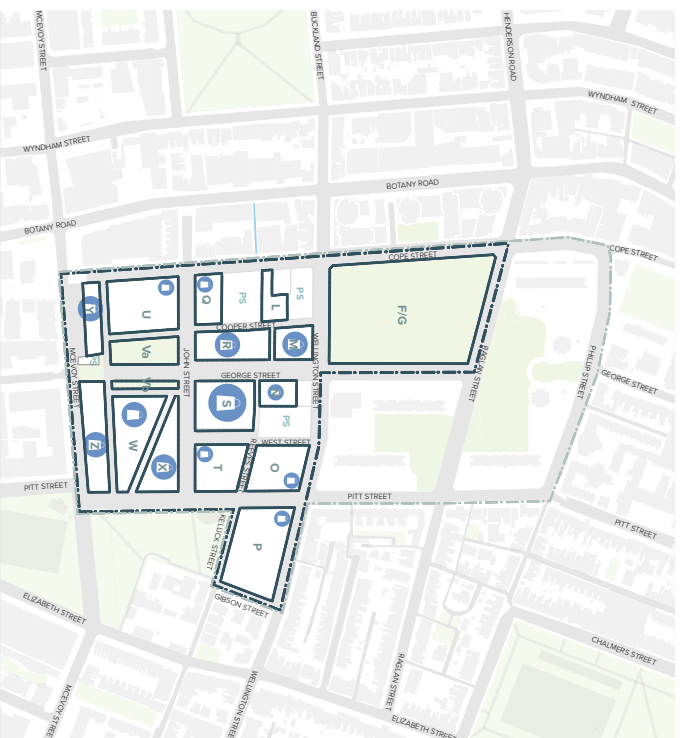 MCEVOY STREET
BUCKLAND STREET
HENDERSON ROAD
WYNDHAM STREET
WYNDHAM STREET
BOTANY ROAD
BOTANY ROAD
COPE STREET
COPE STREET
F/G
Y
U
Q
PS
L
PS
COOPER STREET
Va
R
M
WELLINGTON STREET
MCEVOY STREET
PS
JOHN STREET
RAGLAN STREET
PHILLIP STREET
GEORGE STREET
GEORGE STREET
S
N
PS
Z
W
X
WEST STREET
T
O
PITT STREET
PITT STREET
PITT STREET
P
KELLICK STREET
GIBSON STREET
ELIZABETH STREET
CHALMERS STREET
MCEVOY STREET
WELLINGTON STREET
RAGLAN STREET
ELIZABETH STREET